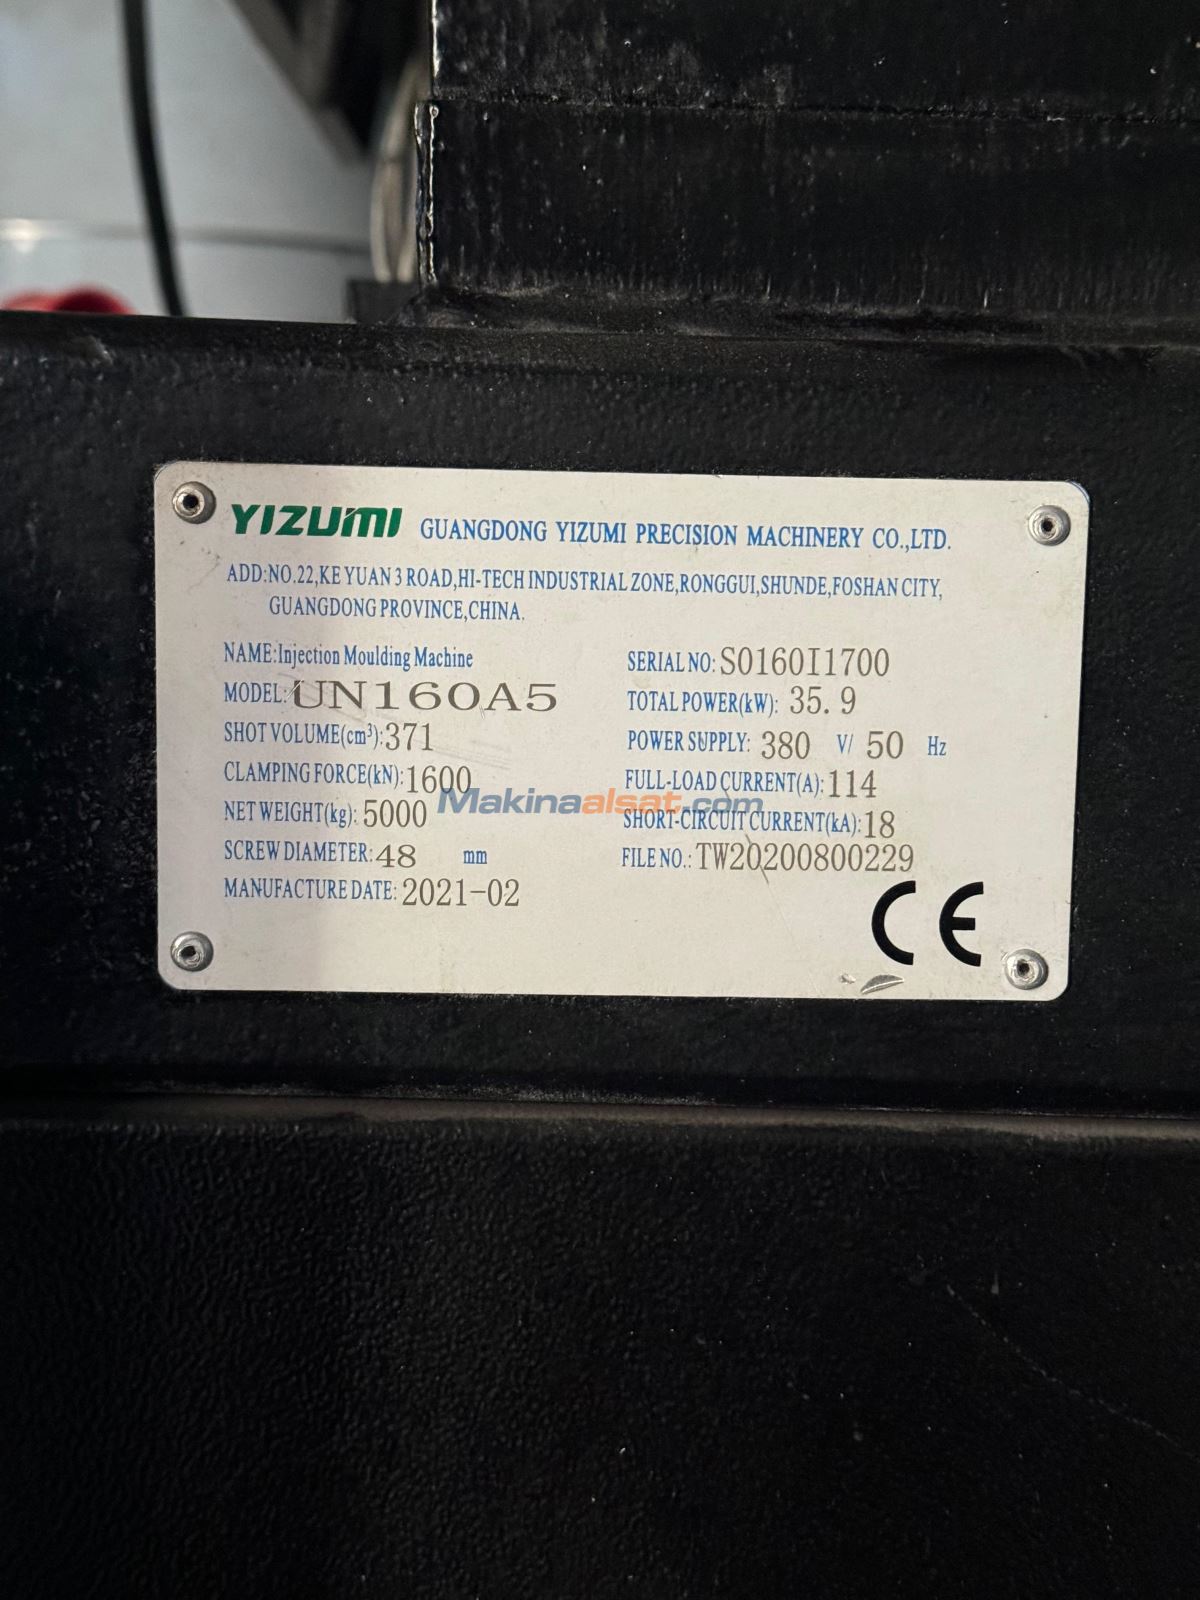 YIZUMI GUANGDONG YIZUMI PRECISION MACHINERY CO.,LTD.
ADD:NO.22,KE YUAN 3 ROAD,HI-TECH INDUSTRIAL ZONE,RONGGUI,SHUNDE,FOSHAN CITY,
GUANGDONG PROVINCE,CHINA.
NAME:Injection Moulding Machine
MODEL:UN160A5
SHOT VOLUME(cm³):371
CLAMPING FORCE(kN):1600
NET WEIGHT(kg):5000
SCREW DIAMETER:48 mm
MANUFACTURE DATE:2021-02
SERIAL NO:S0160I1700
TOTAL POWER(kW):35.9
POWER SUPPLY:380 V/50 Hz
FULL-LOAD CURRENT(A):114
SHORT-CIRCUIT CURRENT(kA):18
FILE NO.:TW20200800229
CE
Makinaalsat.com